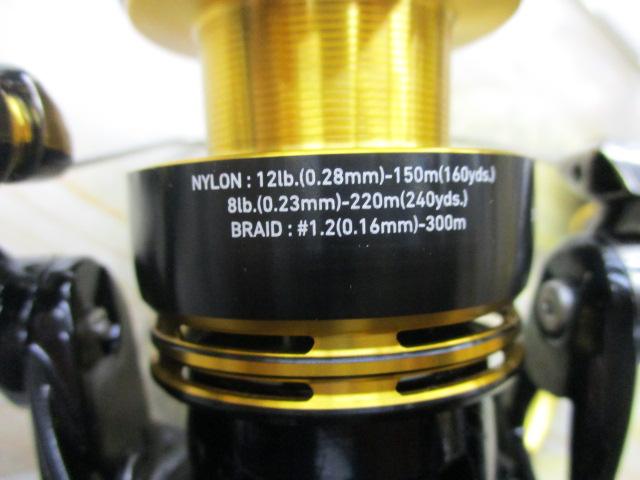 NYLON : 12lb.(0.28mm)-150m(160yds.)
8lb.(0.23mm)-220m(240yds.)
BRAID : #1.2(0.16mm)-300m